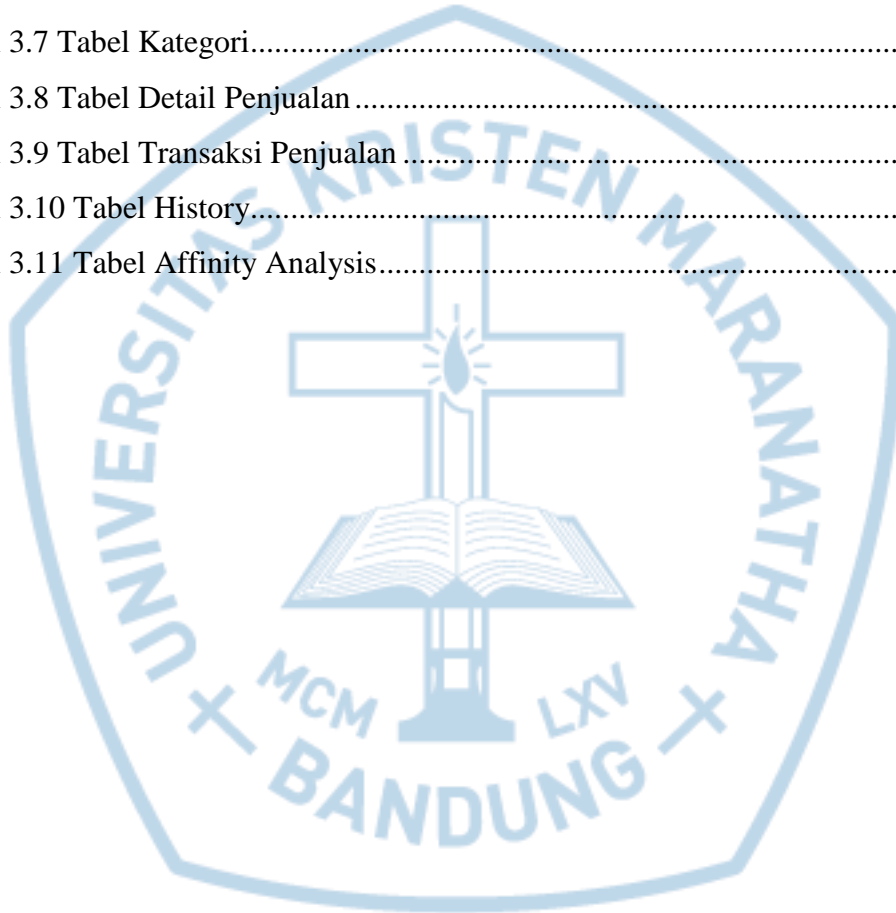 3.7 Tabel Kategori..............................................................................
3.8 Tabel Detail Penjualan..............................................................................
3.9 Tabel Transaksi Penjualan..............................................................................
3.10 Tabel History..............................................................................
3.11 Tabel Affinity Analysis..............................................................................
UNIVERSITAS KRISTEN MARANATHA
MCM LXV
BANDUNG